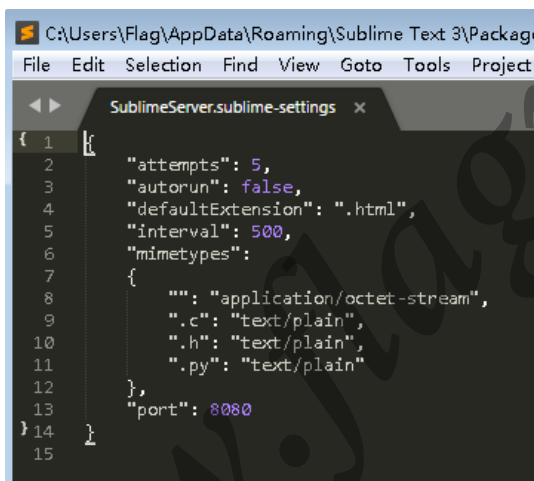 C:\Users\Flag\AppData\Roaming\Sublime Text 3\Packag
File Edit Selection Find View Goto Tools Project
SublimeServer.sublime-settings ×
{ 1 {
2 "attempts": 5,
3 "autorun": false,
4 "defaultExtension": ".html",
5 "interval": 500,
6 "mimetypes":
7 {
8 "": "application/octet-stream",
9 ".c": "text/plain",
10 ".h": "text/plain",
11 ".py": "text/plain"
12 },
13 "port": 8080
} 14 }
15